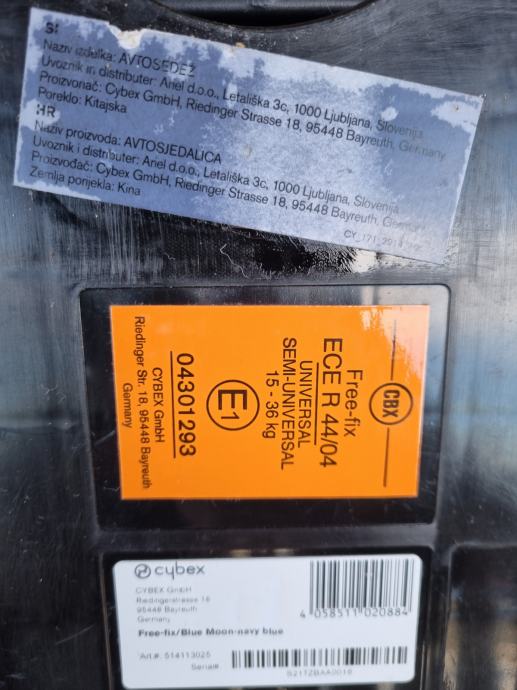 SI
Naziv izdelka: AVTOSEDEŽ
Uvoznik in distributer: Anel d.o.o., Letališka 3c, 1000 Ljubljana, Slovenija
Proizvonač: Cybex GmbH, Riedinger Strasse 18, 95448 Bayreuth, Germany
Poreklo: Kitajska
HR
Naziv proizvoda: AVTOSJEDALICA
Uvoznik i distributer: Anel d.o.o., Letališka 3c, 1000 Ljubljana, Slovenija
Proizvođač: Cybex GmbH, Riedinger Strasse 18, 95448 Bayreuth, Germany
Zemlja porijekla: Kina
CBX
Free-fix
ECE R 44/04
UNIVERSAL
SEMI-UNIVERSAL
15 - 36 kg
E1
04301293
CYBEX GmbH
Riedinger Str. 18, 95448 Bayreuth
Germany
cybex
CYBEX GmbH
Riedingerstrasse 18
95448 Bayreuth
Germany
4 058511 020884
Free-fix/Blue Moon-navy blue
Art.#: 514113025
Serial#: